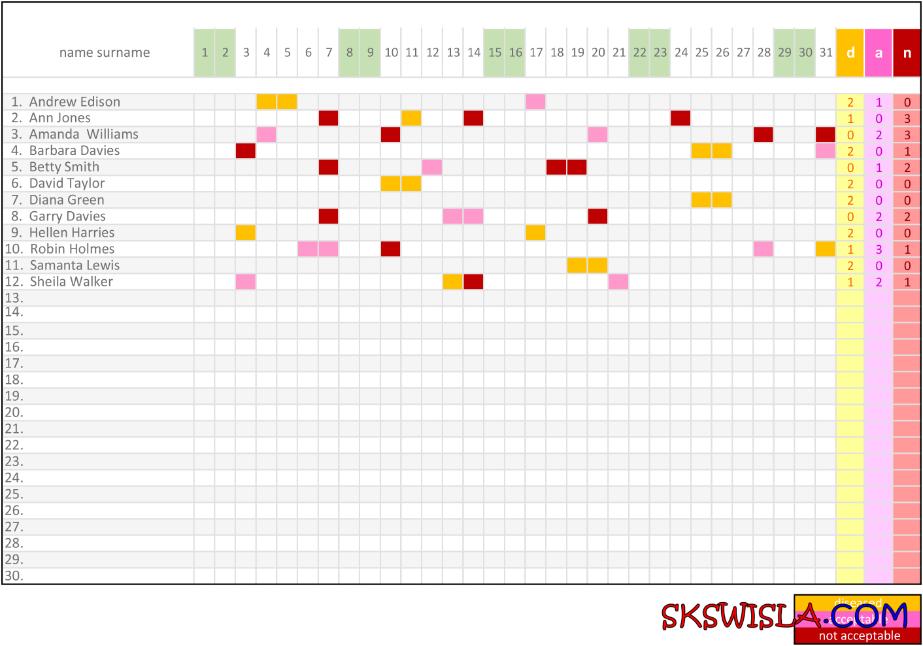 name surname 1 2 3 4 5 6 7 8 9 10 11 12 13 14 15 16 17 18 19 20 21 22 23 24 25 26 27 28 29 30 31 d a n
1. Andrew Edison 2 1 0
2. Ann Jones 1 0 3
3. Amanda Williams 0 2 3
4. Barbara Davies 2 0 1
5. Betty Smith 0 1 2
6. David Taylor 2 0 0
7. Diana Green 2 0 0
8. Garry Davies 0 2 2
9. Hellen Harries 2 0 0
10. Robin Holmes 1 3 1
11. Samanta Lewis 2 0 0
12. Sheila Walker 1 2 1
13.
14.
15.
16.
17.
18.
19.
20.
21.
22.
23.
24.
25.
26.
27.
28.
29.
30.
diseased
SKSWISLA.COM
acceptable
not acceptable